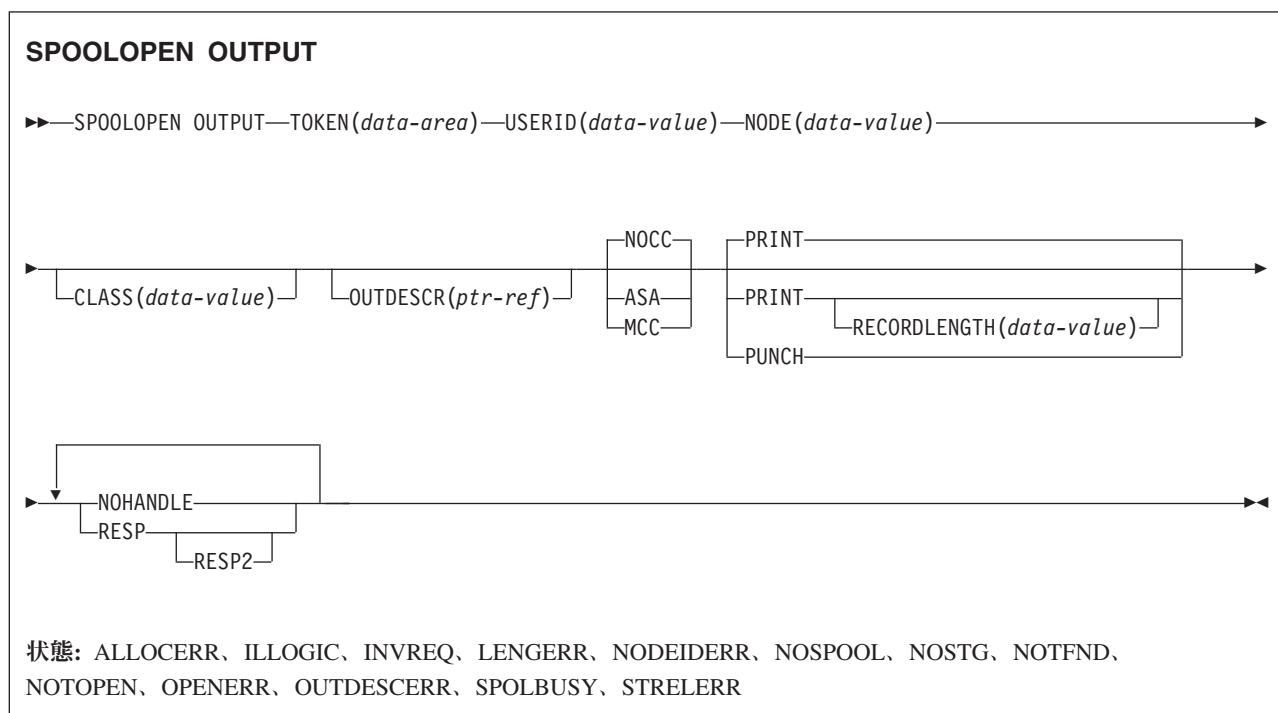 SPOOLOPEN OUTPUT
SPOOLOPEN OUTPUT TOKEN(data-area) USERID(data-value) NODE(data-value)
NOCC PRINT
CLASS(data-value) OUTDESCR(ptr-ref) ASA PRINT
MCC RECORDLENGTH(data-value)
PUNCH
NOHANDLE
RESP
RESP2
状態: ALLOCERR、ILLOGIC、INVREQ、LENGERR、NODEIDERR、NOSPOOL、NOSTG、NOTFND、
NOTOPEN、OPENERR、OUTDESCERR、SPOLBUSY、STRELERR